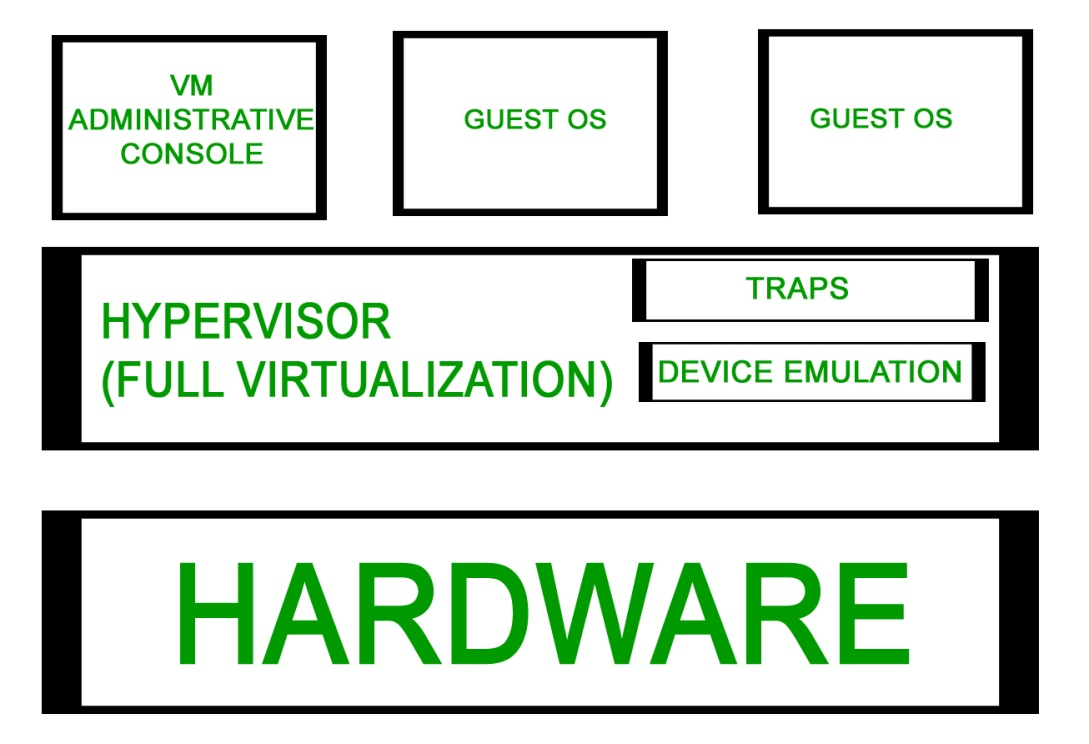 VM
ADMINISTRATIVE
CONSOLE
GUEST OS
GUEST OS
HYPERVISOR
(FULL VIRTUALIZATION)
TRAPS
DEVICE EMULATION
HARDWARE